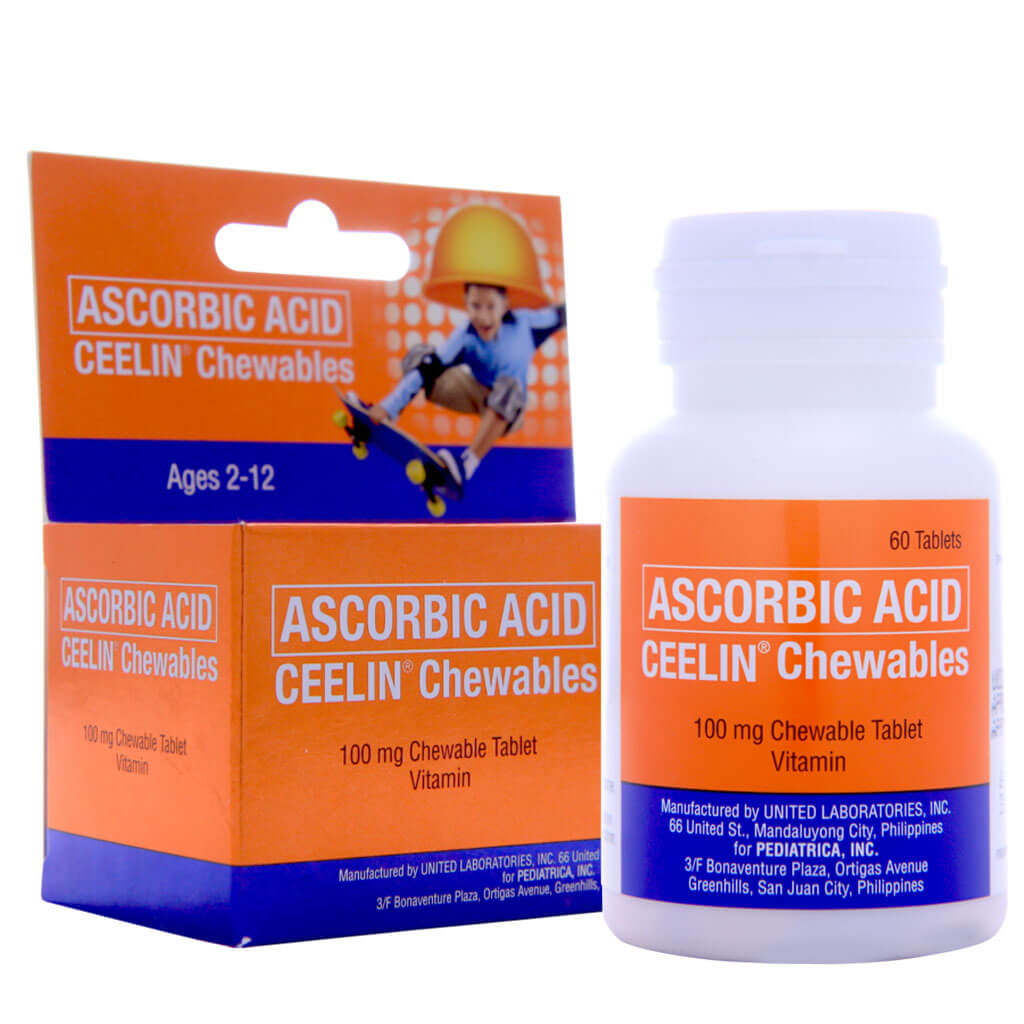 ASCORBIC ACID
CEELIN® Chewables
Ages 2-12
ASCORBIC ACID
CEELIN® Chewables
100 mg Chewable Tablet
Vitamin
ASCORBIC ACID
CEELIN® Chewables
100 mg Chewable Tablet
Vitamin
Manufactured by UNITED LABORATORIES, INC. 66 United
for PEDIATRICA, INC.
3/F Bonaventure Plaza, Ortigas Avenue, Greenhills,
60 Tablets
ASCORBIC ACID
CEELIN® Chewables
100 mg Chewable Tablet
Vitamin
Manufactured by UNITED LABORATORIES, INC.
66 United St., Mandaluyong City, Philippines
for PEDIATRICA, INC.
3/F Bonaventure Plaza, Ortigas Avenue
Greenhills, San Juan City, Philippines